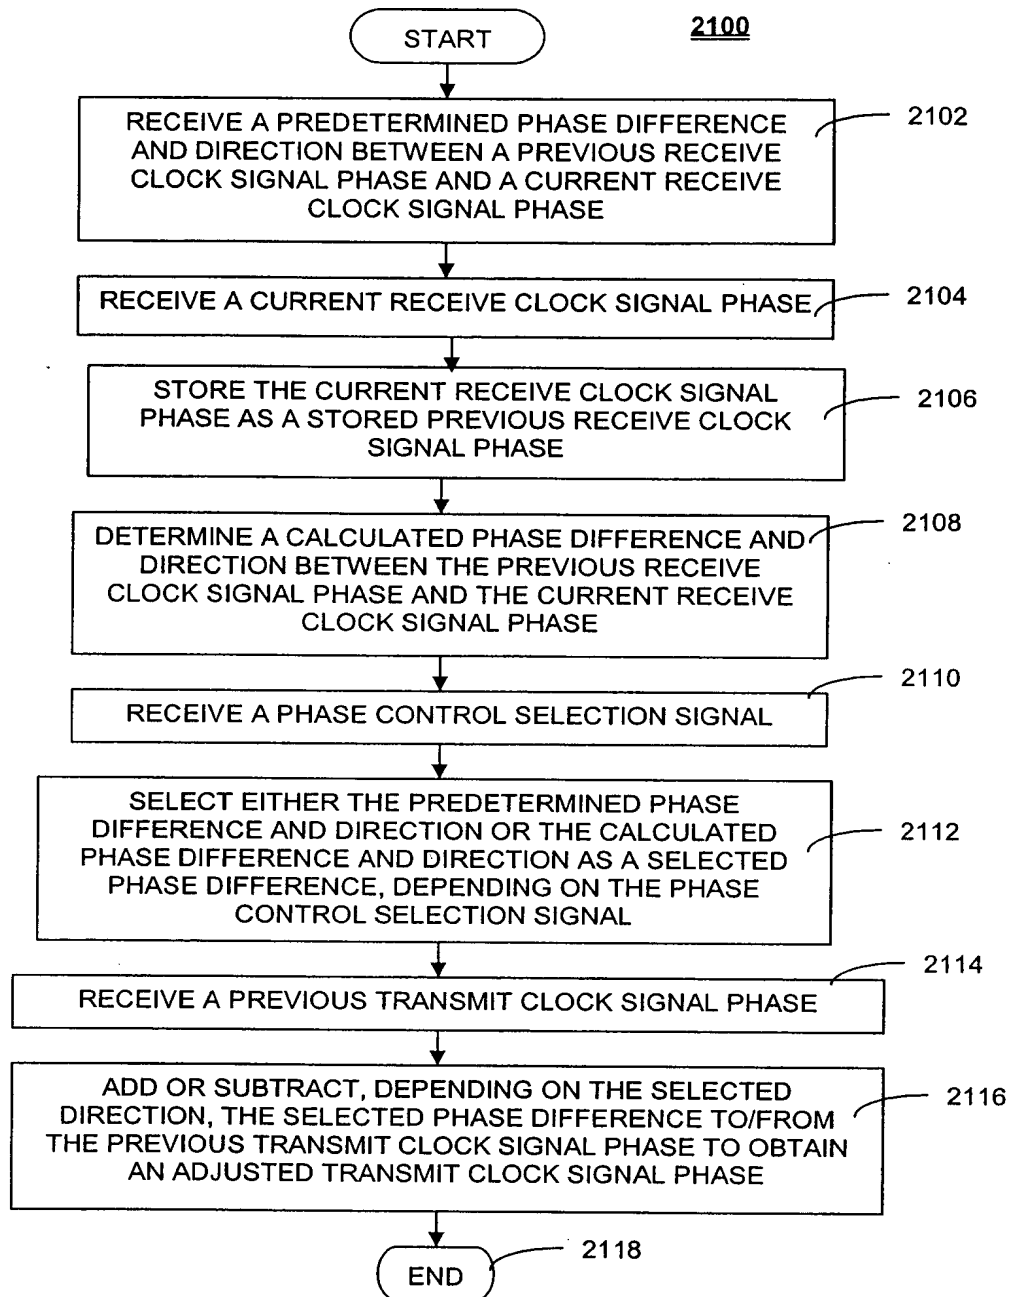 START
2100
RECEIVE A PREDETERMINED PHASE DIFFERENCE
AND DIRECTION BETWEEN A PREVIOUS RECEIVE
CLOCK SIGNAL PHASE AND A CURRENT RECEIVE
CLOCK SIGNAL PHASE
2102
RECEIVE A CURRENT RECEIVE CLOCK SIGNAL PHASE
2104
STORE THE CURRENT RECEIVE CLOCK SIGNAL
PHASE AS A STORED PREVIOUS RECEIVE CLOCK
SIGNAL PHASE
2106
DETERMINE A CALCULATED PHASE DIFFERENCE AND
DIRECTION BETWEEN THE PREVIOUS RECEIVE
CLOCK SIGNAL PHASE AND THE CURRENT RECEIVE
CLOCK SIGNAL PHASE
2108
RECEIVE A PHASE CONTROL SELECTION SIGNAL
2110
SELECT EITHER THE PREDETERMINED PHASE
DIFFERENCE AND DIRECTION OR THE CALCULATED
PHASE DIFFERENCE AND DIRECTION AS A SELECTED
PHASE DIFFERENCE, DEPENDING ON THE PHASE
CONTROL SELECTION SIGNAL
2112
RECEIVE A PREVIOUS TRANSMIT CLOCK SIGNAL PHASE
2114
ADD OR SUBTRACT, DEPENDING ON THE SELECTED
DIRECTION, THE SELECTED PHASE DIFFERENCE TO/FROM
THE PREVIOUS TRANSMIT CLOCK SIGNAL PHASE TO OBTAIN
AN ADJUSTED TRANSMIT CLOCK SIGNAL PHASE
2116
END
2118